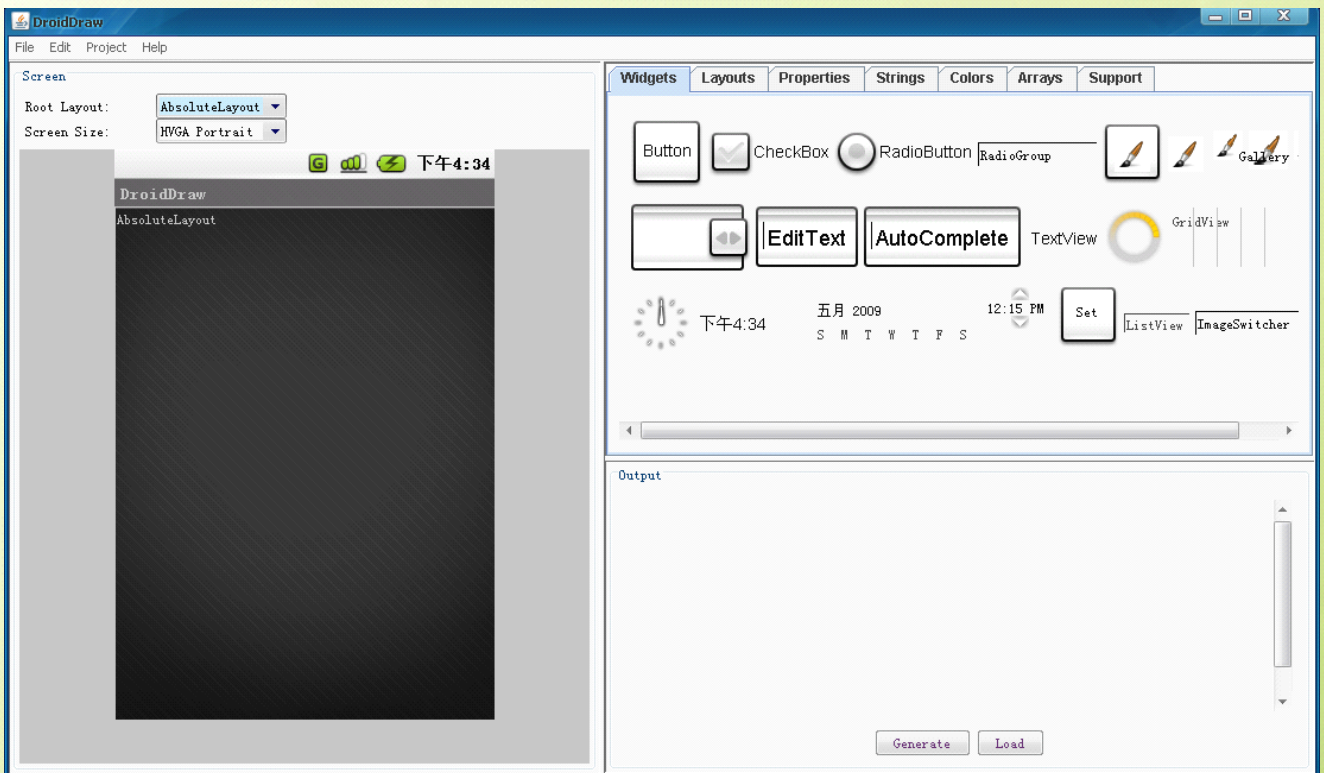 DroidDraw
File Edit Project Help
Screen
Root Layout: AbsoluteLayout
Screen Size: HVGA Portrait
G 下午4:34
DroidDraw
AbsoluteLayout
Widgets Layouts Properties Strings Colors Arrays Support
Button CheckBox RadioButton RadioGroup Gallery
EditText AutoComplete TextView GridView
下午4:34 五月 2009 12:15 PM Set ListView ImageSwitcher
S M T W T F S
Output
Generate Load